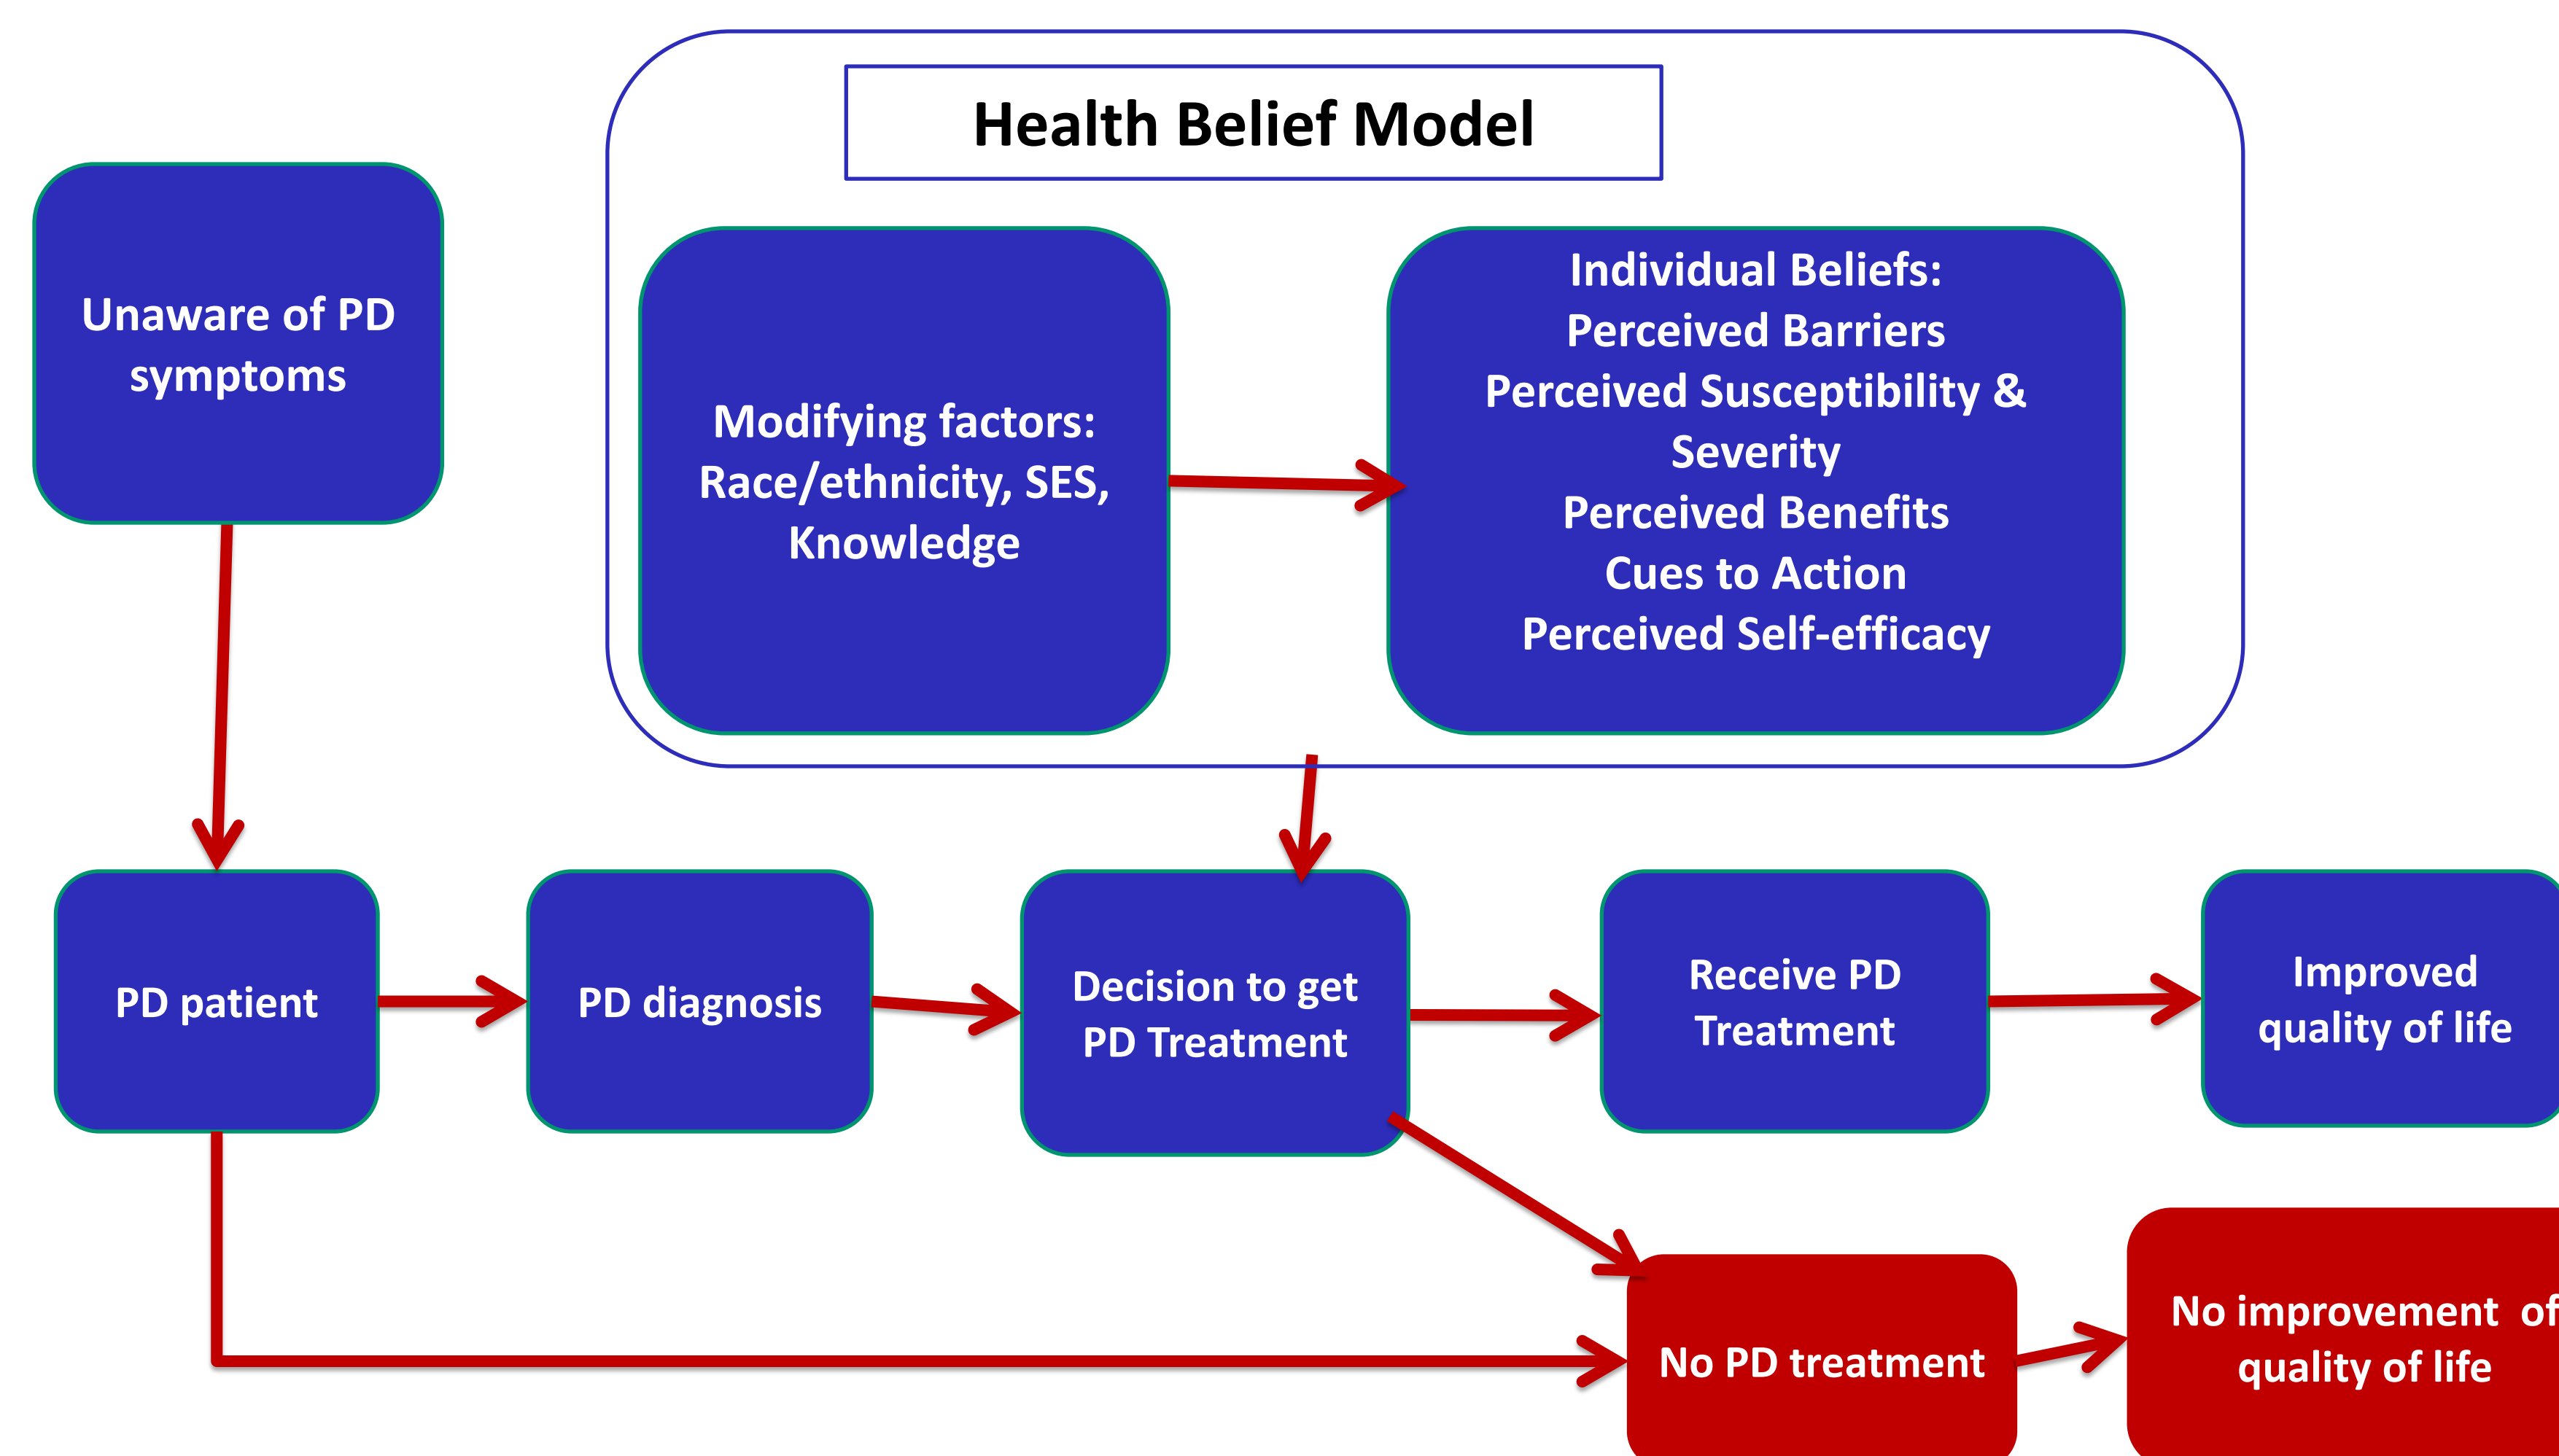 Health Belief Model
Unaware of PD
symptoms
Modifying factors:
Race/ethnicity, SES,
Knowledge
Individual Beliefs:
Perceived Barriers
Perceived Susceptibility &
Severity
Perceived Benefits
Cues to Action
Perceived Self-efficacy
PD patient
PD diagnosis
Decision to get
PD Treatment
Receive PD
Treatment
Improved
quality of life
No PD treatment
No improvement of
quality of life